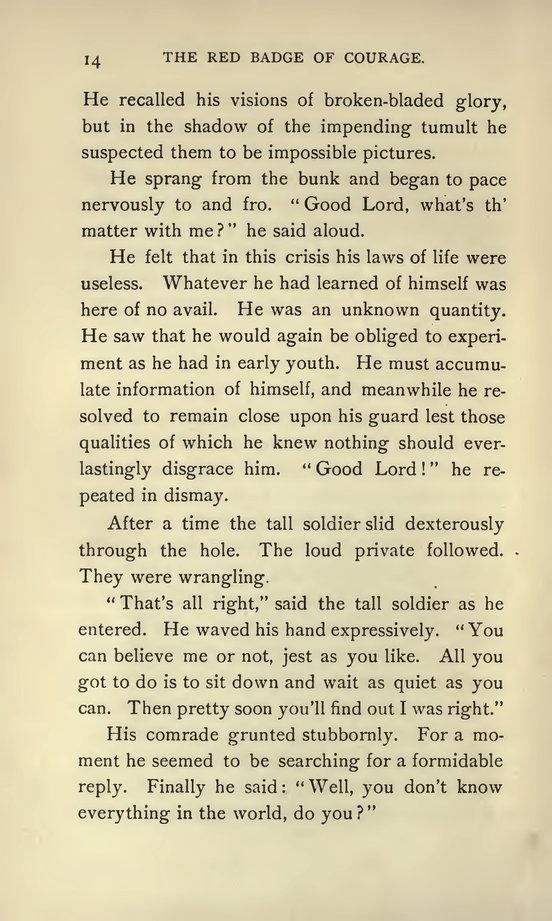 14 THE RED BADGE OF COURAGE.
He recalled his visions of broken-bladed glory,
but in the shadow of the impending tumult he
suspected them to be impossible pictures.
He sprang from the bunk and began to pace
nervously to and fro. "Good Lord, what's th'
matter with me?" he said aloud.
He felt that in this crisis his laws of life were
useless. Whatever he had learned of himself was
here of no avail. He was an unknown quantity.
He saw that he would again be obliged to experi-
ment as he had in early youth. He must accumu-
late information of himself, and meanwhile he re-
solved to remain close upon his guard lest those
qualities of which he knew nothing should ever-
lastingly disgrace him. "Good Lord!" he re-
peated in dismay.
After a time the tall soldier slid dexterously
through the hole. The loud private followed.
They were wrangling.
"That's all right," said the tall soldier as he
entered. He waved his hand expressively. "You
can believe me or not, jest as you like. All you
got to do is to sit down and wait as quiet as you
can. Then pretty soon you'll find out I was right."
His comrade grunted stubbornly. For a mo-
ment he seemed to be searching for a formidable
reply. Finally he said: "Well, you don't know
everything in the world, do you?"